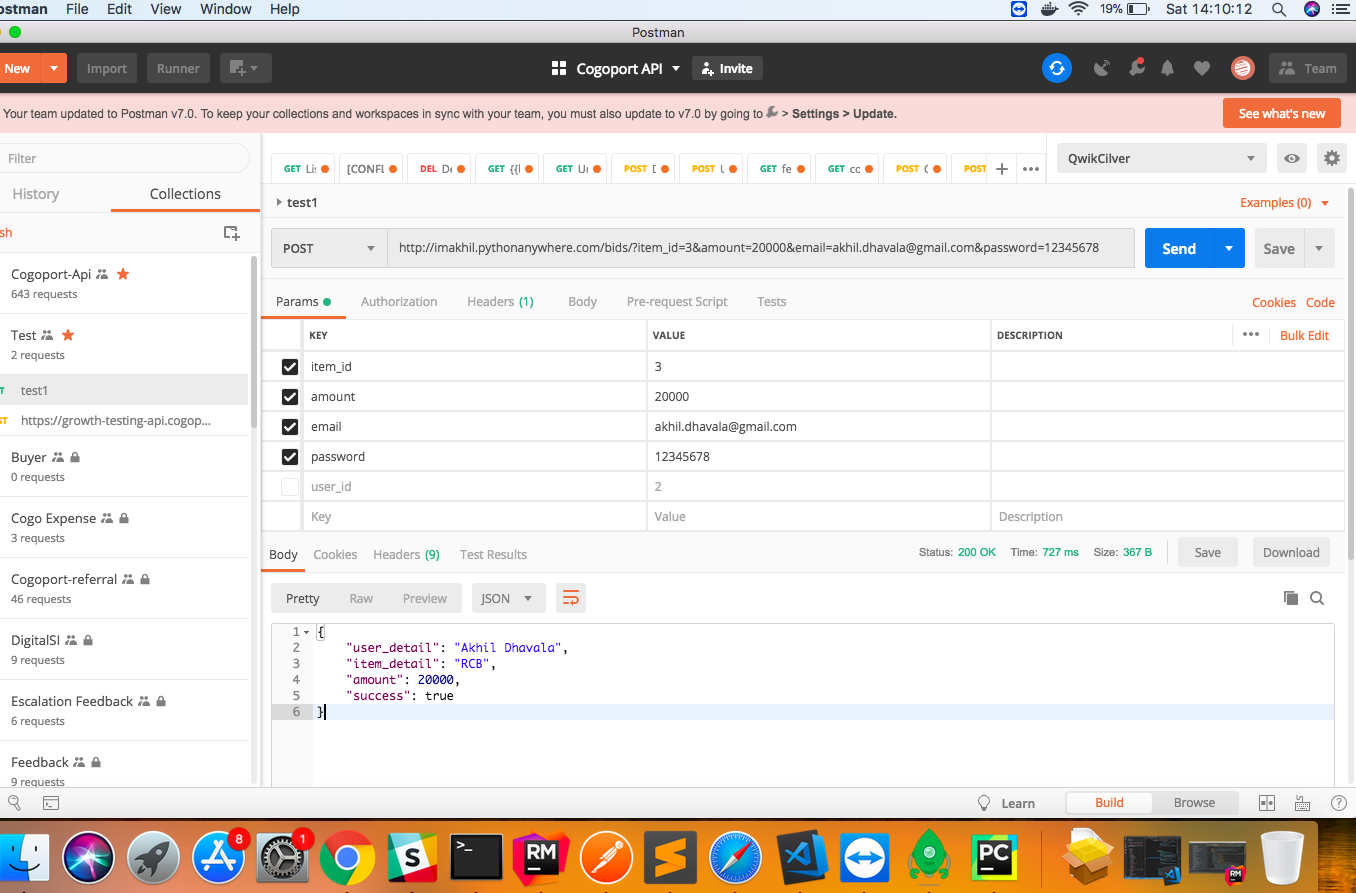 ostman File Edit View Window Help 19% Sat 14:10:12
Postman
New Import Runner Cogoport API Invite Team
Your team updated to Postman v7.0. To keep your collections and workspaces in sync with your team, you must also update to v7.0 by going to > Settings > Update. See what's new
Filter
History Collections
sh
Cogoport-Api
643 requests
Test
2 requests
T test1
ST https://growth-testing-api.cogop...
Buyer
0 requests
Cogo Expense
3 requests
Cogoport-referral
46 requests
DigitalSI
9 requests
Escalation Feedback
6 requests
Feedback
9 requests
GET Lis [CONFI DEL De GET {{l GET Ur POST D POST U GET fe GET cc POST C POST
QwikCilver
test1 Examples (0)
POST http://imakhil.pythonanywhere.com/bids/?item_id=3&amount=20000&email=akhil.dhavala@gmail.com&password=12345678 Send Save
Params Authorization Headers (1) Body Pre-request Script Tests Cookies Code
KEY VALUE DESCRIPTION Bulk Edit
item_id 3
amount 20000
email akhil.dhavala@gmail.com
password 12345678
user_id 2
Key Value Description
Body Cookies Headers (9) Test Results Status: 200 OK Time: 727 ms Size: 367 B Save Download
Pretty Raw Preview JSON
1 {
2 "user_detail": "Akhil Dhavala",
3 "item_detail": "RCB",
4 "amount": 20000,
5 "success": true
6 }
Learn Build Browse
8 1 S >_ RM S PC RM